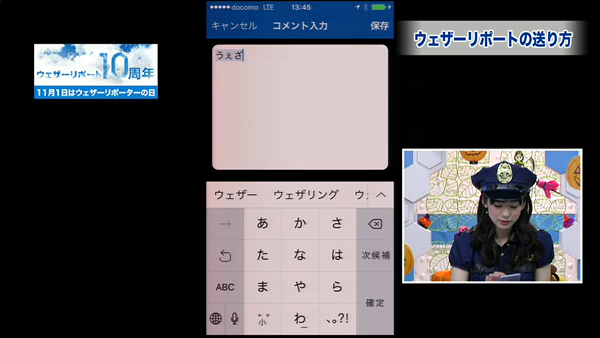 docomo LTE 13:45
キャンセル コメント入力 保存
うぇざ
ウェザーリポート10周年
11月1日はウェザーリポーターの日
ウェザーリポートの送り方
ウェザー ウェザリング ウェ
→ あ か さ
た な は 次候補
ABC ま や ら 確定
小 わ 、。?!